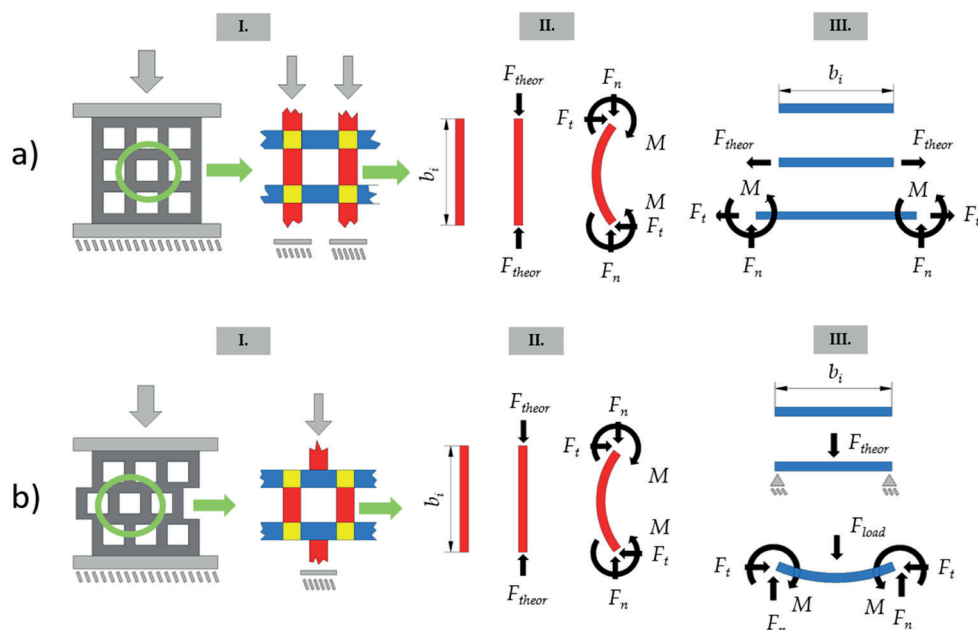 I.
II.
III.
a)
b_i
F_theor
F_theor
F_n
F_t
M
M
F_t
F_n
b_i
F_theor
F_theor
M
M
F_t
F_t
F_n
F_n
I.
II.
III.
b)
b_i
F_theor
F_theor
F_n
F_t
M
M
F_t
F_n
b_i
F_theor
F_load
F_t
F_t
M
M
F_n
F_n